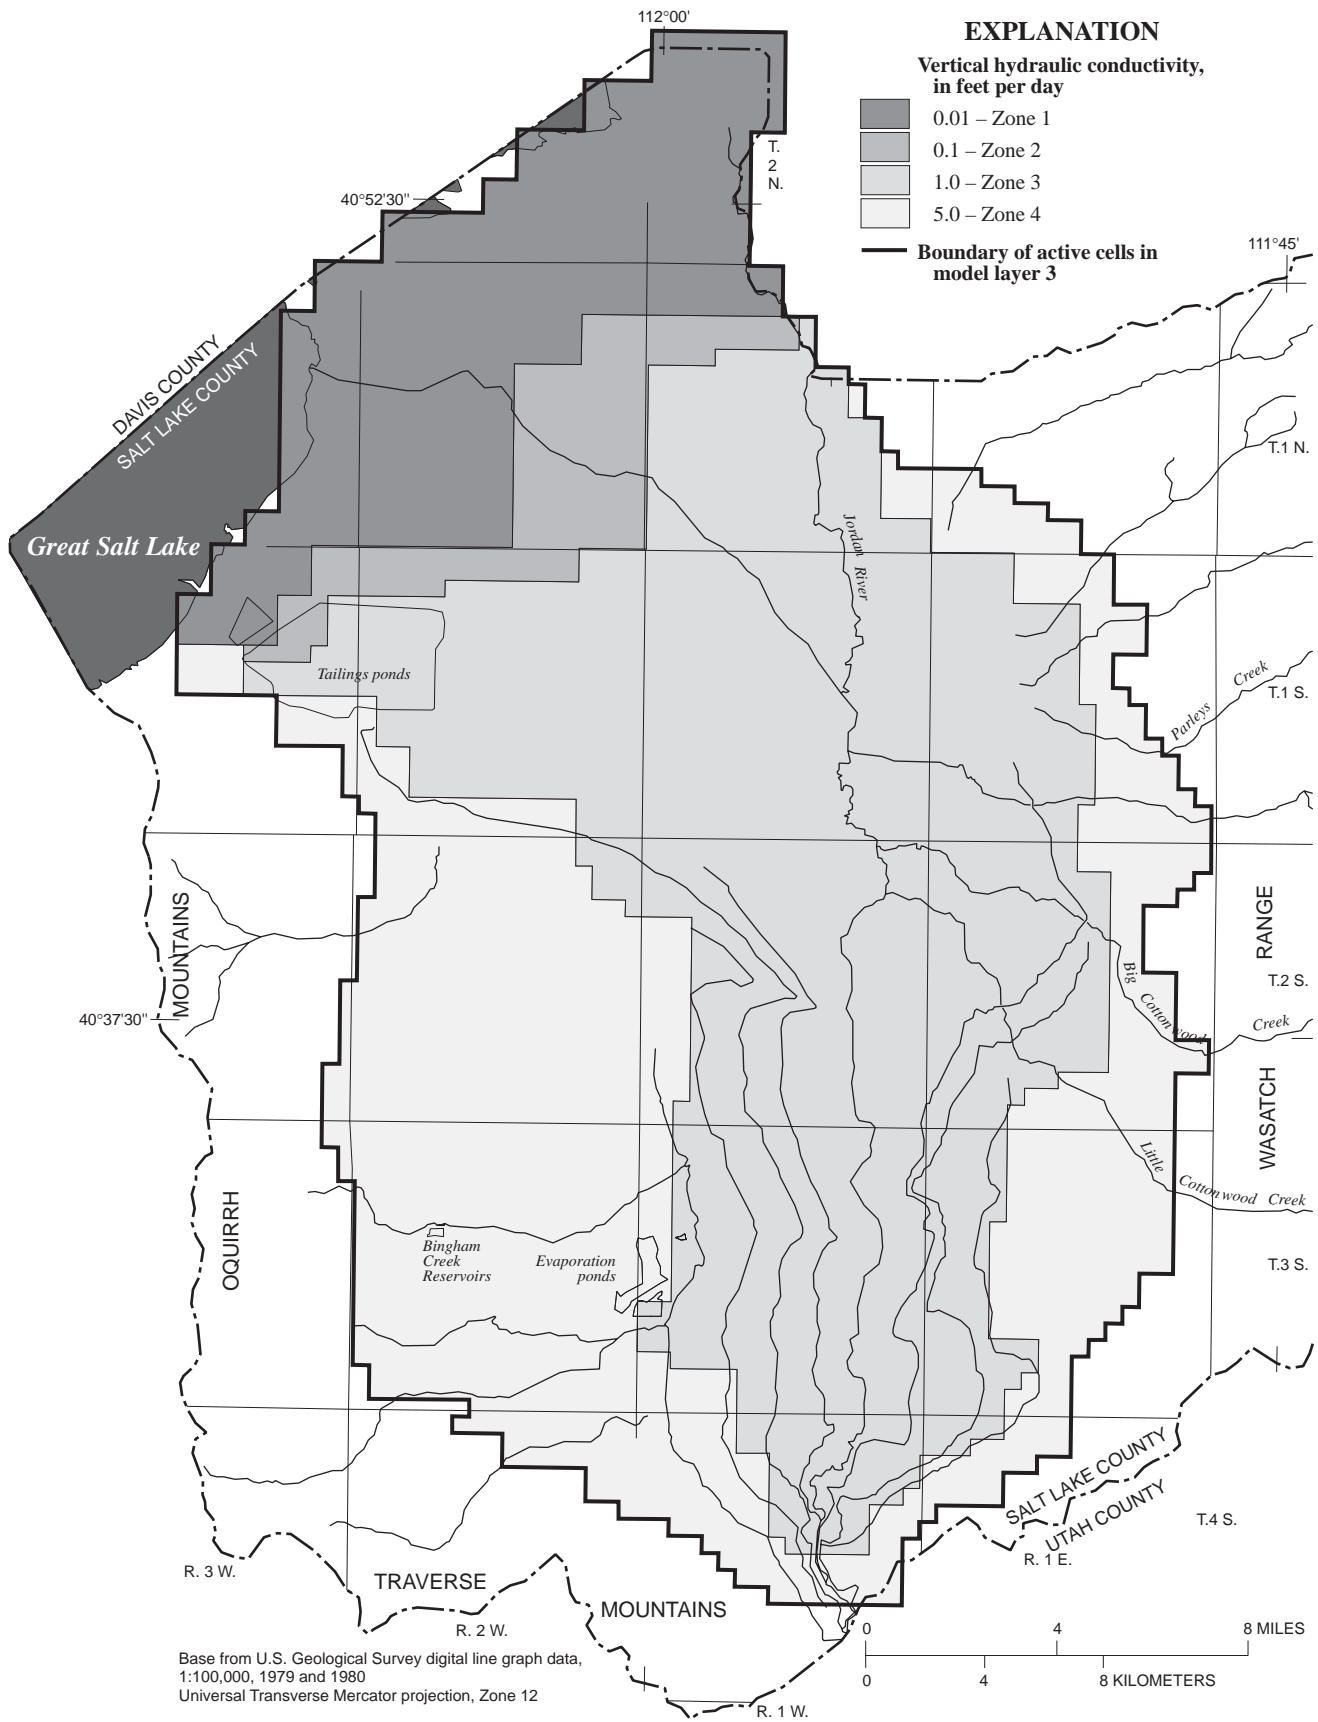 112°00'
EXPLANATION
Vertical hydraulic conductivity,
in feet per day
0.01 – Zone 1
0.1 – Zone 2
1.0 – Zone 3
5.0 – Zone 4
Boundary of active cells in
model layer 3
T.
2
N.
40°52'30"
111°45'
DAVIS COUNTY
SALT LAKE COUNTY
T.1 N.
Great Salt Lake
Jordan River
Tailings ponds
Parleys Creek
T.1 S.
MOUNTAINS
RANGE
T.2 S.
Big Cottonwood Creek
40°37'30"
WASATCH
Little Cottonwood Creek
OQUIRRH
Bingham
Creek
Reservoirs
Evaporation
ponds
T.3 S.
SALT LAKE COUNTY
UTAH COUNTY
T.4 S.
R. 3 W.
R. 1 E.
TRAVERSE
MOUNTAINS
R. 2 W.
0 4 8 MILES
0 4 8 KILOMETERS
Base from U.S. Geological Survey digital line graph data,
1:100,000, 1979 and 1980
Universal Transverse Mercator projection, Zone 12
R. 1 W.